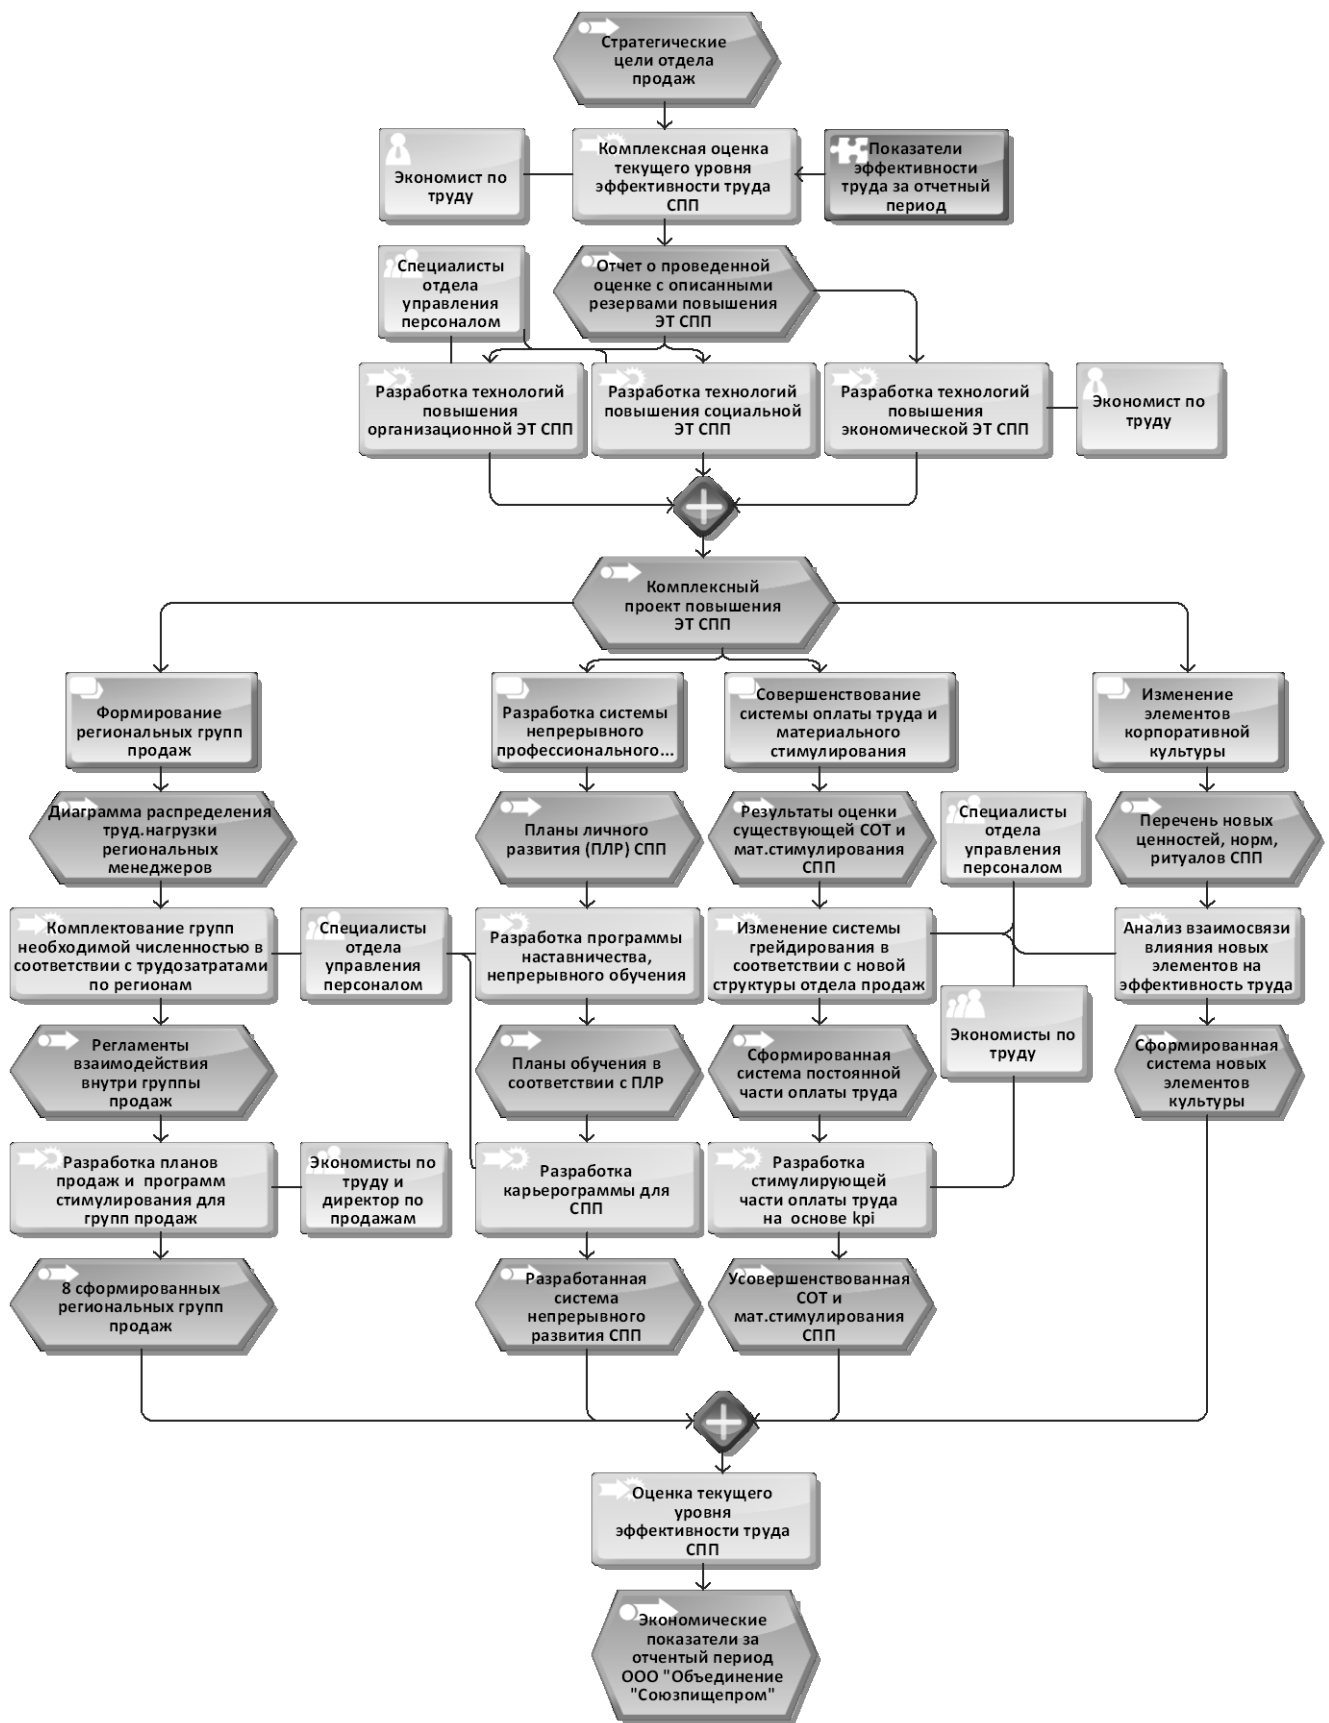 Стратегические
цели отдела
продаж
Экономист по
труду
Комплексная оценка
текущего уровня
эффективности труда
СПП
Показатели
эффективности
труда за отчетный
период
Специалисты
отдела
управления
персоналом
Отчет о проведенной
оценке с описанными
резервами повышения
ЭТ СПП
Разработка технологий
повышения
организационной ЭТ СПП
Разработка технологий
повышения социальной
ЭТ СПП
Разработка технологий
повышения
экономической ЭТ СПП
Экономист по
труду
Комплексный
проект повышения
ЭТ СПП
Формирование
региональных групп
продаж
Разработка системы
непрерывного
профессионального...
Совершенствование
системы оплаты труда и
материального
стимулирования
Изменение
элементов
корпоративной
культуры
Диаграмма распределения
труд.нагрузки
региональных
менеджеров
Планы личного
развития (ПЛР) СПП
Результаты оценки
существующей СОТ и
мат.стимулирования
СПП
Специалисты
отдела
управления
персоналом
Перечень новых
ценностей, норм,
ритуалов СПП
Комплектование групп
необходимой численностью в
соответствии с трудозатратами
по регионам
Специалисты
отдела
управления
персоналом
Разработка программы
наставничества,
непрерывного обучения
Изменение системы
грейдирования в
соответствии с новой
структуры отдела продаж
Анализ взаимосвязи
влияния новых
элементов на
эффективность труда
Регламенты
взаимодействия
внутри группы
продаж
Планы обучения в
соответствии с ПЛР
Сформированная
система постоянной
части оплаты труда
Экономисты по
труду
Сформированная
система новых
элементов
культуры
Разработка планов
продаж и программ
стимулирования для
групп продаж
Экономисты по
труду и
директор по
продажам
Разработка
карьерограммы для
СПП
Разработка
стимулирующей
части оплаты труда
на основе kpi
8 сформированных
региональных групп
продаж
Разработанная
система
непрерывного
развития СПП
Усовершенствованная
СОТ и
мат.стимулирования
СПП
Оценка текущего
уровня
эффективности труда
СПП
Экономические
показатели за
отчентый период
ООО "Объединение
"Союзпищепром"